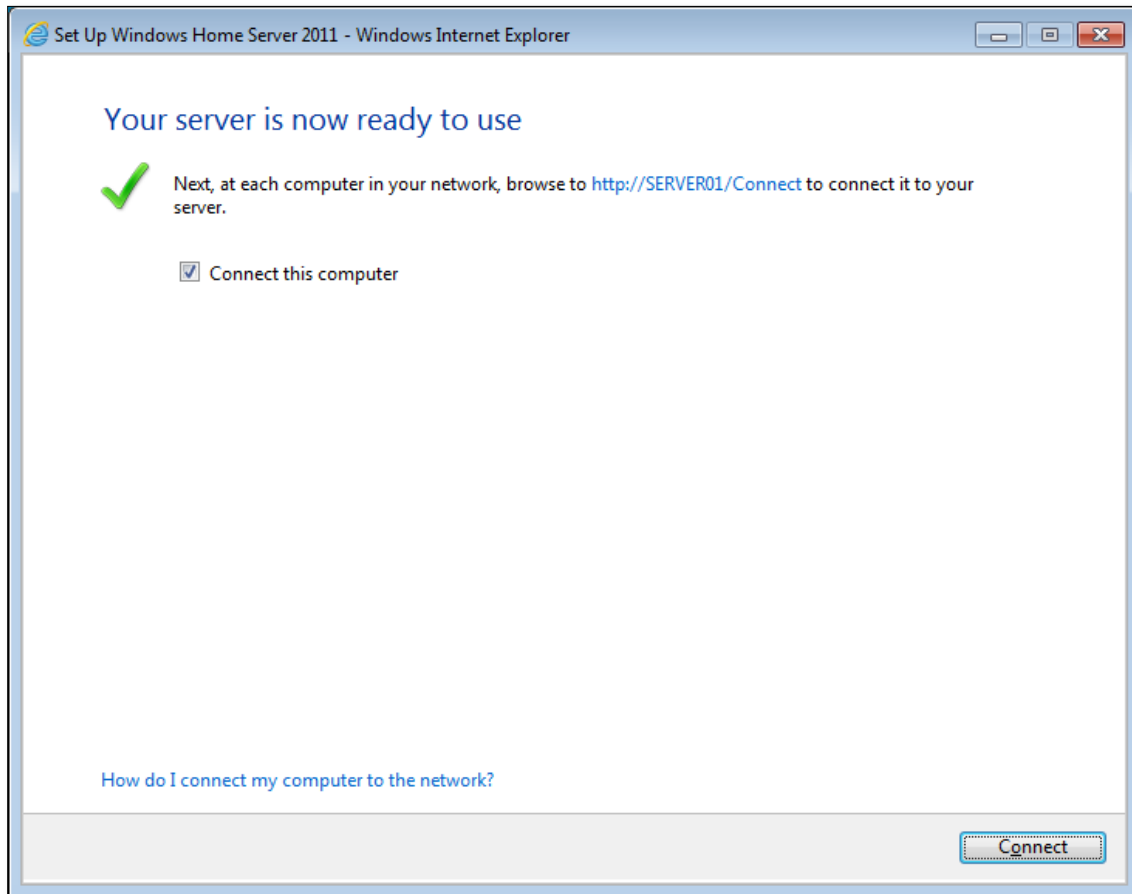 Set Up Windows Home Server 2011 - Windows Internet Explorer
Your server is now ready to use
Next, at each computer in your network, browse to http://SERVER01/Connect to connect it to your
server.
Connect this computer
How do I connect my computer to the network?
Connect